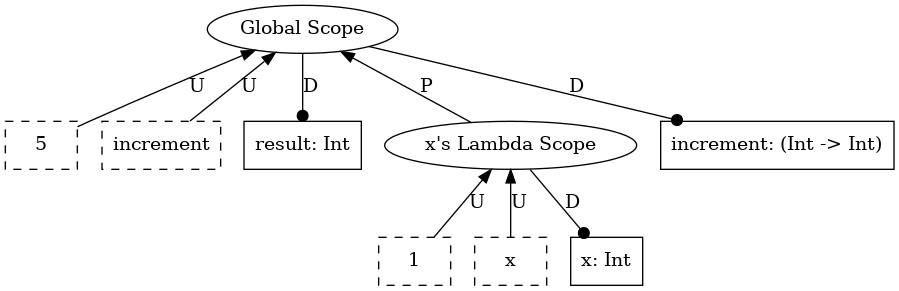 Global Scope
U
U
D
P
D
5
increment
result: Int
x's Lambda Scope
increment: (Int -> Int)
U
U
D
1
x
x: Int